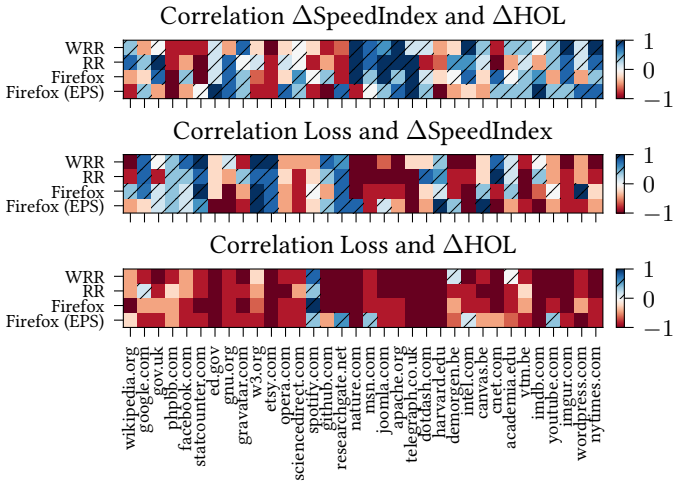 Correlation ΔSpeedIndex and ΔHOL
WRR
RR
Firefox
Firefox (EPS)
1
0
−1
Correlation Loss and ΔSpeedIndex
WRR
RR
Firefox
Firefox (EPS)
1
0
−1
Correlation Loss and ΔHOL
WRR
RR
Firefox
Firefox (EPS)
1
0
−1
wikipedia.org
google.com
gov.uk
phpbb.com
facebook.com
statcounter.com
ed.gov
gnu.org
gravatar.com
w3.org
etsy.com
opera.com
sciencedirect.com
spotify.com
github.com
researchgate.net
nature.com
msn.com
joomla.com
apache.org
telegraph.co.uk
dotdash.com
harvard.edu
demorgen.be
intel.com
canvas.be
cnet.com
academia.edu
ytn.be
imdb.com
youtube.com
imgur.com
wordpress.com
nytimes.com